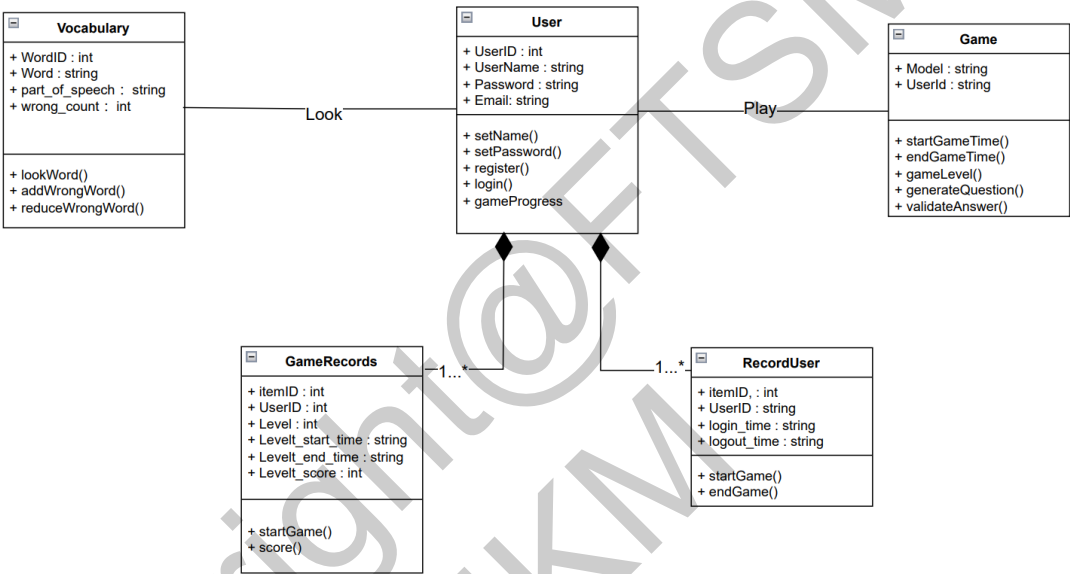 Vocabulary
+ WordID : int
+ Word : string
+ part_of_speech : string
+ wrong_count : int
+ lookWord()
+ addWrongWord()
+ reduceWrongWord()
Look
User
+ UserID : int
+ UserName : string
+ Password : string
+ Email: string
+ setName()
+ setPassword()
+ register()
+ login()
+ gameProgress
Play
Game
+ Model : string
+ UserId : string
+ startGameTime()
+ endGameTime()
+ gameLevel()
+ generateQuestion()
+ validateAnswer()
GameRecords
+ itemID : int
+ UserID : int
+ Level : int
+ Levelt_start_time : string
+ Levelt_end_time : string
+ Levelt_score : int
+ startGame()
+ score()
1...*
1...*
RecordUser
+ itemID, : int
+ UserID : string
+ login_time : string
+ logout_time : string
+ startGame()
+ endGame()